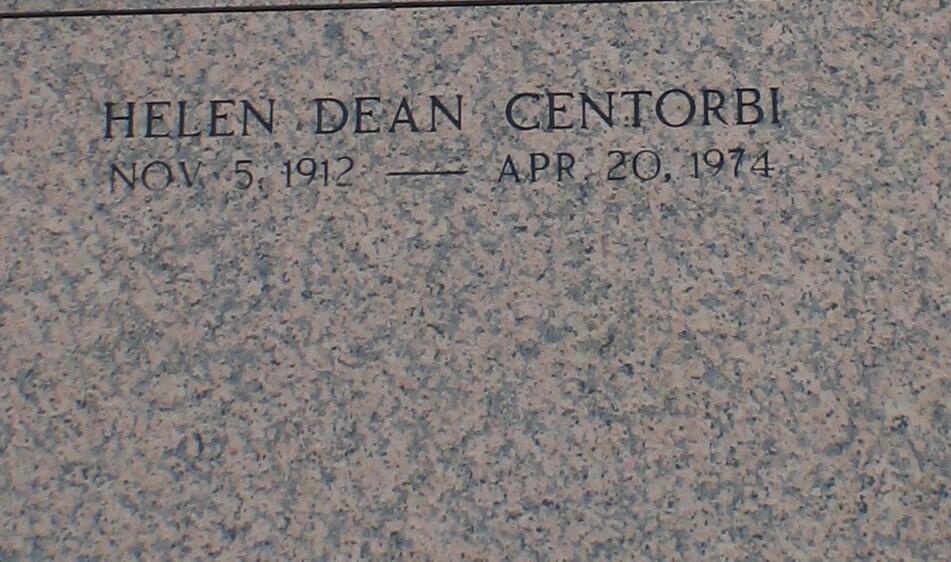 HELEN DEAN CENTORBI
NOV 5, 1912 — APR 20, 1974